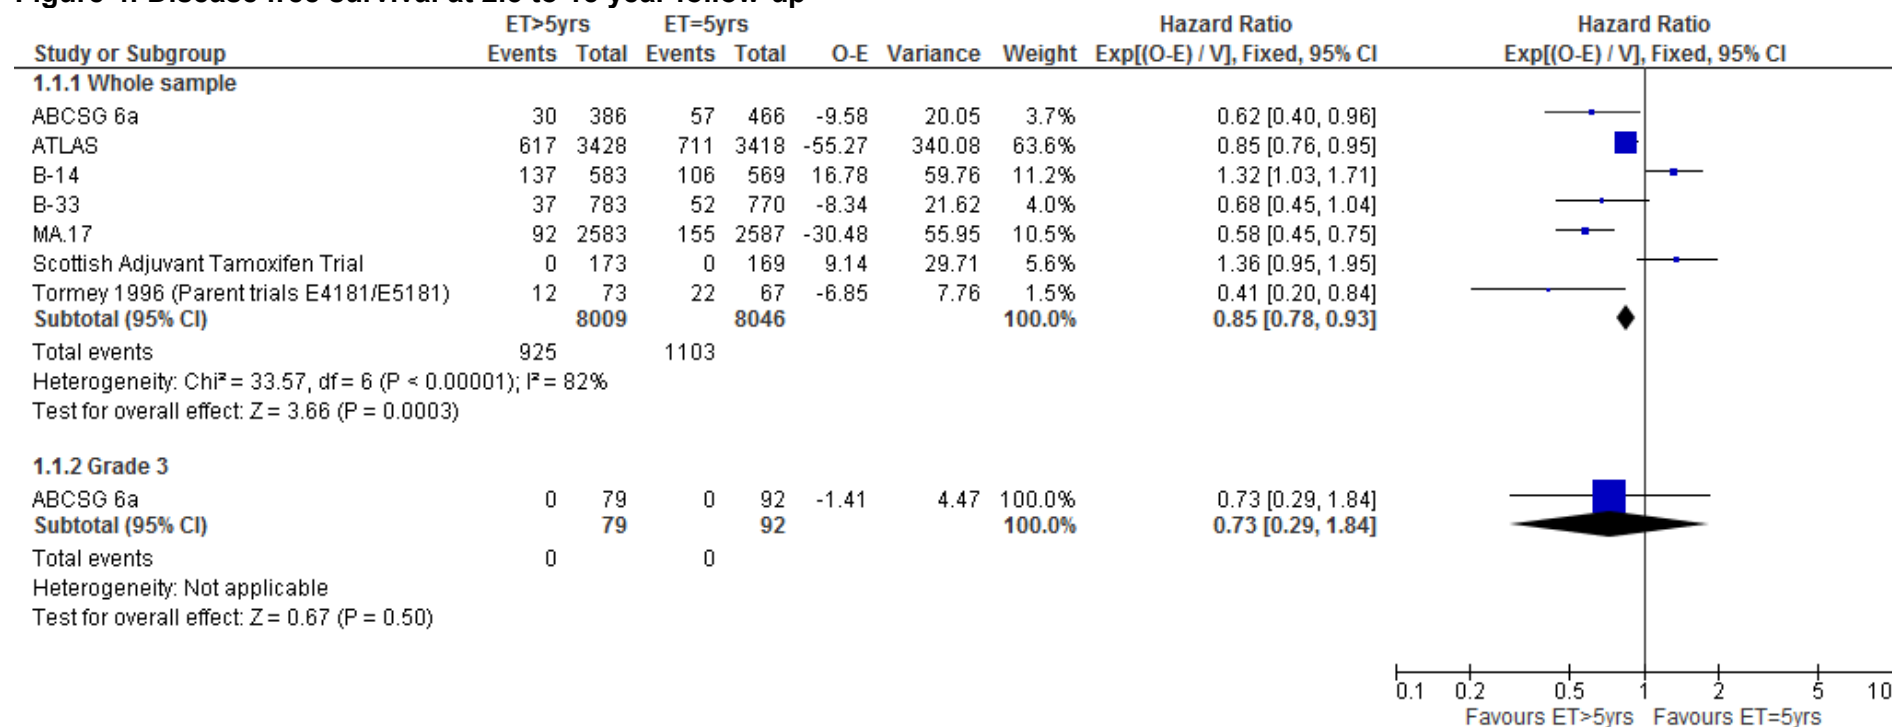 ET>5yrs ET=5yrs Hazard Ratio Hazard Ratio
Study or Subgroup Events Total Events Total O-E Variance Weight Exp[(O-E) / V], Fixed, 95% CI Exp[(O-E) / V], Fixed, 95% CI
1.1.1 Whole sample
ABCSG 6a 30 386 57 466 -9.58 20.05 3.7% 0.62 [0.40, 0.96]
ATLAS 617 3428 711 3418 -55.27 340.08 63.6% 0.85 [0.76, 0.95]
B-14 137 583 106 569 16.78 59.76 11.2% 1.32 [1.03, 1.71]
B-33 37 783 52 770 -8.34 21.62 4.0% 0.68 [0.45, 1.04]
MA.17 92 2583 155 2587 -30.48 55.95 10.5% 0.58 [0.45, 0.75]
Scottish Adjuvant Tamoxifen Trial 0 173 0 169 9.14 29.71 5.6% 1.36 [0.95, 1.95]
Tormey 1996 (Parent trials E4181/E5181) 12 73 22 67 -6.85 7.76 1.5% 0.41 [0.20, 0.84]
Subtotal (95% CI) 8009 8046 100.0% 0.85 [0.78, 0.93]
Total events 925 1103
Heterogeneity: Chi² = 33.57, df = 6 (P < 0.00001); I² = 82%
Test for overall effect: Z = 3.66 (P = 0.0003)
1.1.2 Grade 3
ABCSG 6a 0 79 0 92 -1.41 4.47 100.0% 0.73 [0.29, 1.84]
Subtotal (95% CI) 79 92 100.0% 0.73 [0.29, 1.84]
Total events 0 0
Heterogeneity: Not applicable
Test for overall effect: Z = 0.67 (P = 0.50)
0.1 0.2 0.5 1 2 5 10
Favours ET>5yrs Favours ET=5yrs